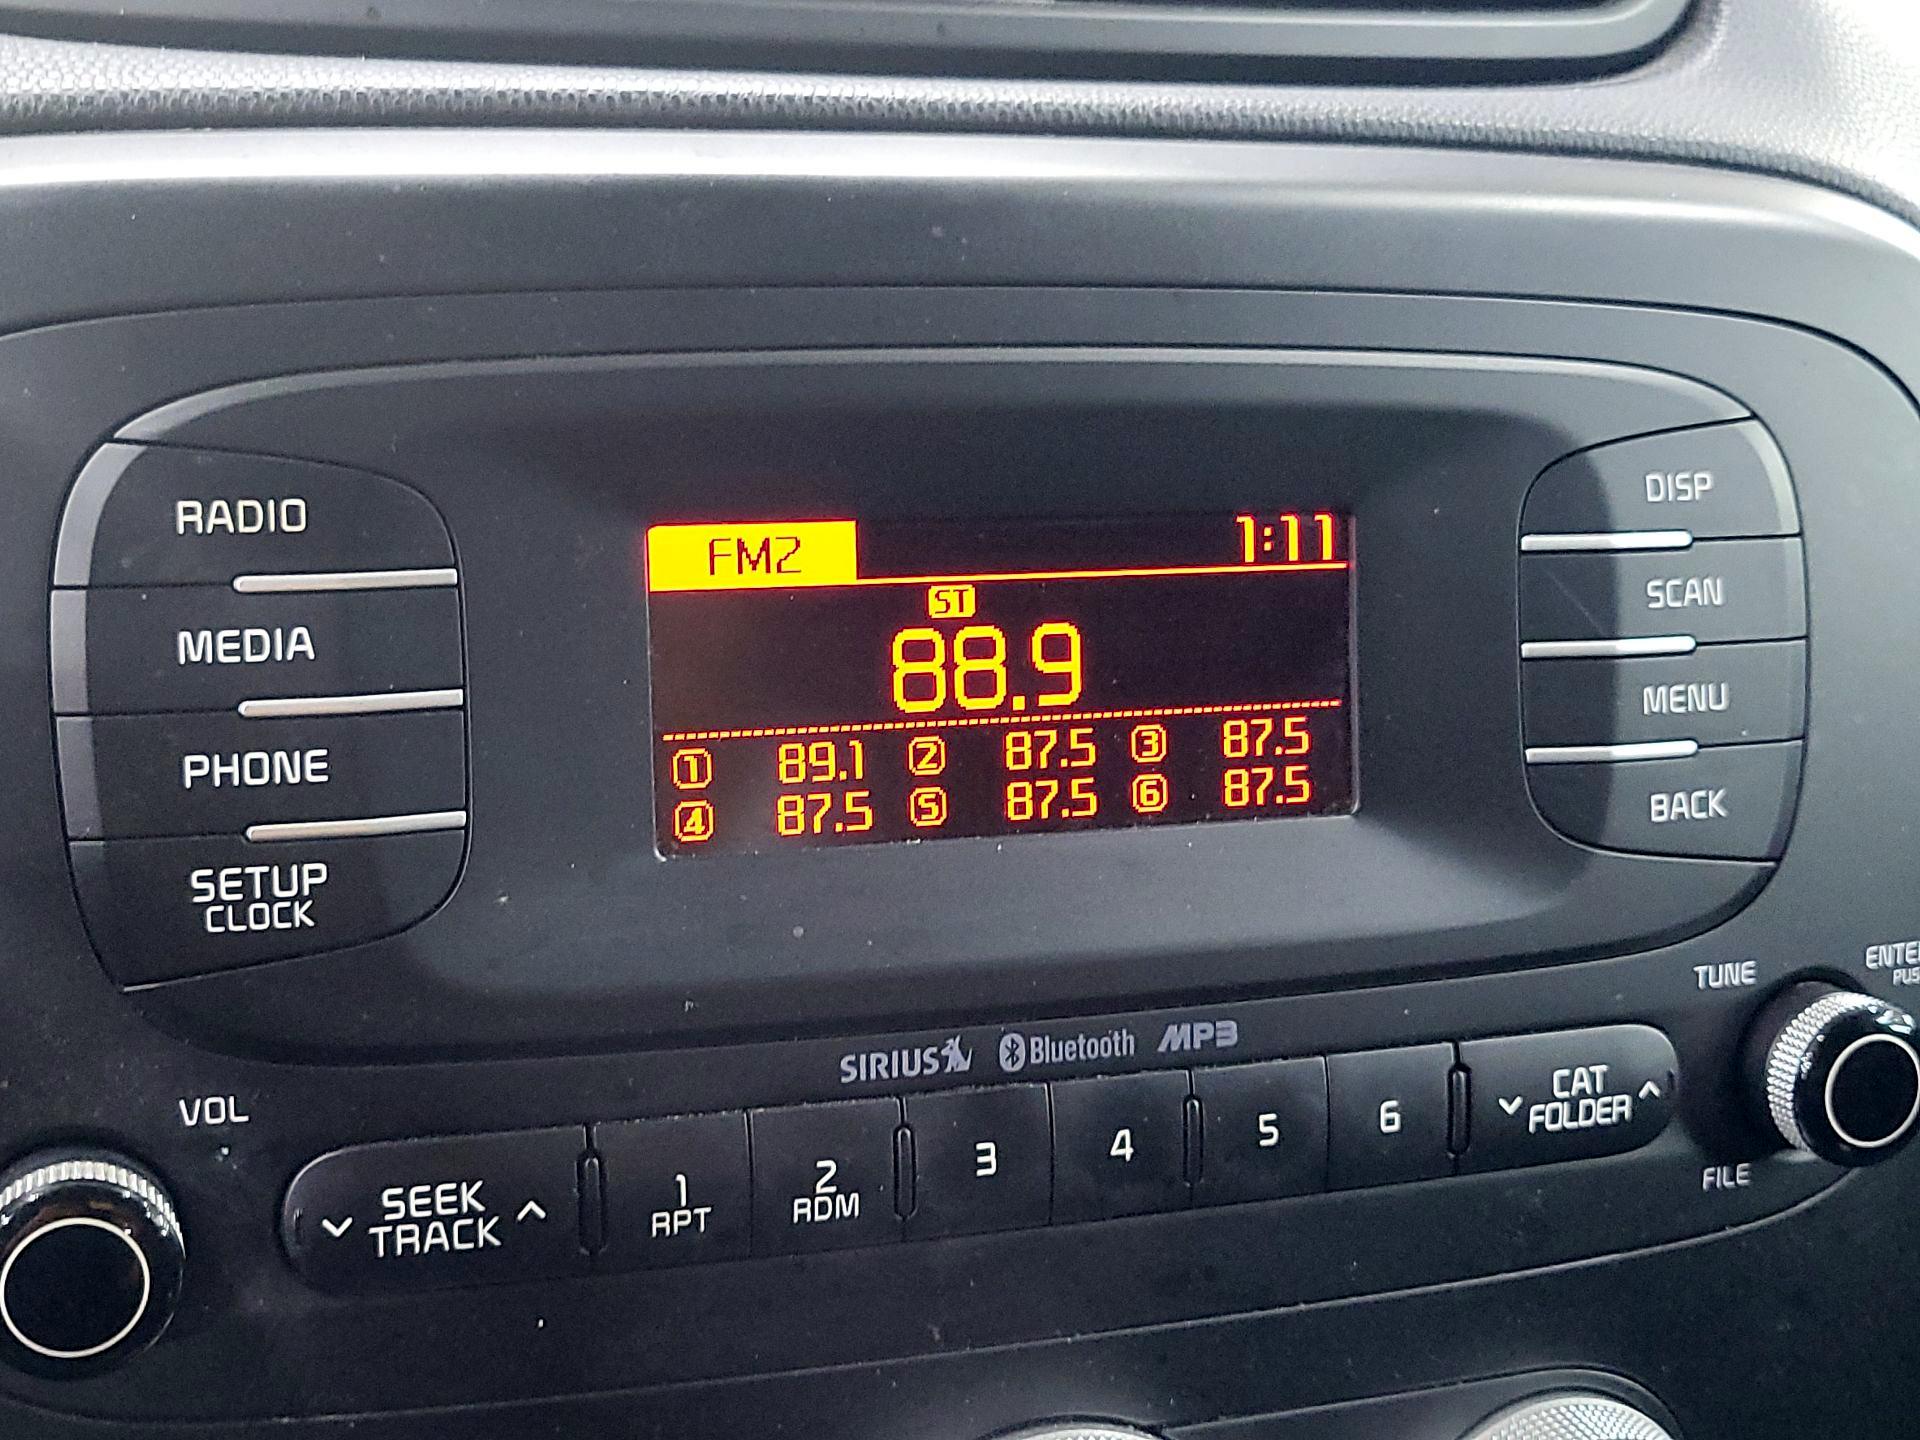 RADIO
MEDIA
PHONE
SETUP
CLOCK
FM2 1:11
ST
88.9
1 89.1 2 87.5 3 87.5
4 87.5 5 87.5 6 87.5
DISP
SCAN
MENU
BACK
SIRIUS Bluetooth MP3
TUNE
FILE
VOL
SEEK
TRACK
1
RPT
2
RDM
3
4
5
6
CAT
FOLDER